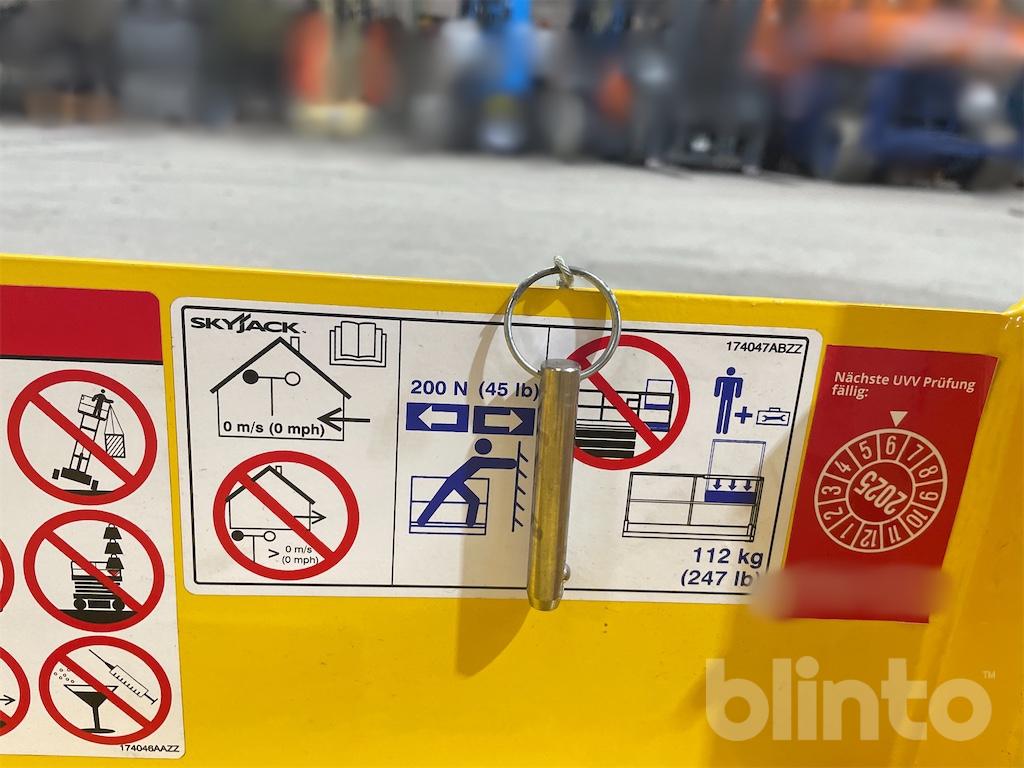 SKYJACK
0 m/s (0 mph)
> 0 m/s
(0 mph)
200 N (45 lb)
174047ABZZ
+
112 kg
(247 lb)
Nächste UVV Prüfung
fällig:
1 2 3 4 5 6 7 8 9 10 11 12
2025
174046AAZZ
blinto™